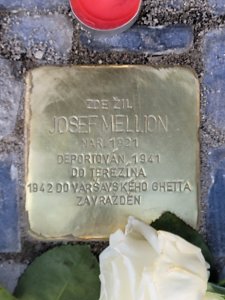 ZDE ŽIL
JOSEF MELLION
NAR. 1921
DEPORTOVÁN 1941
DO TEREZÍNA
1942 DO VARŠAVSKÉHO GHETTA
ZAVRAŽDĚN